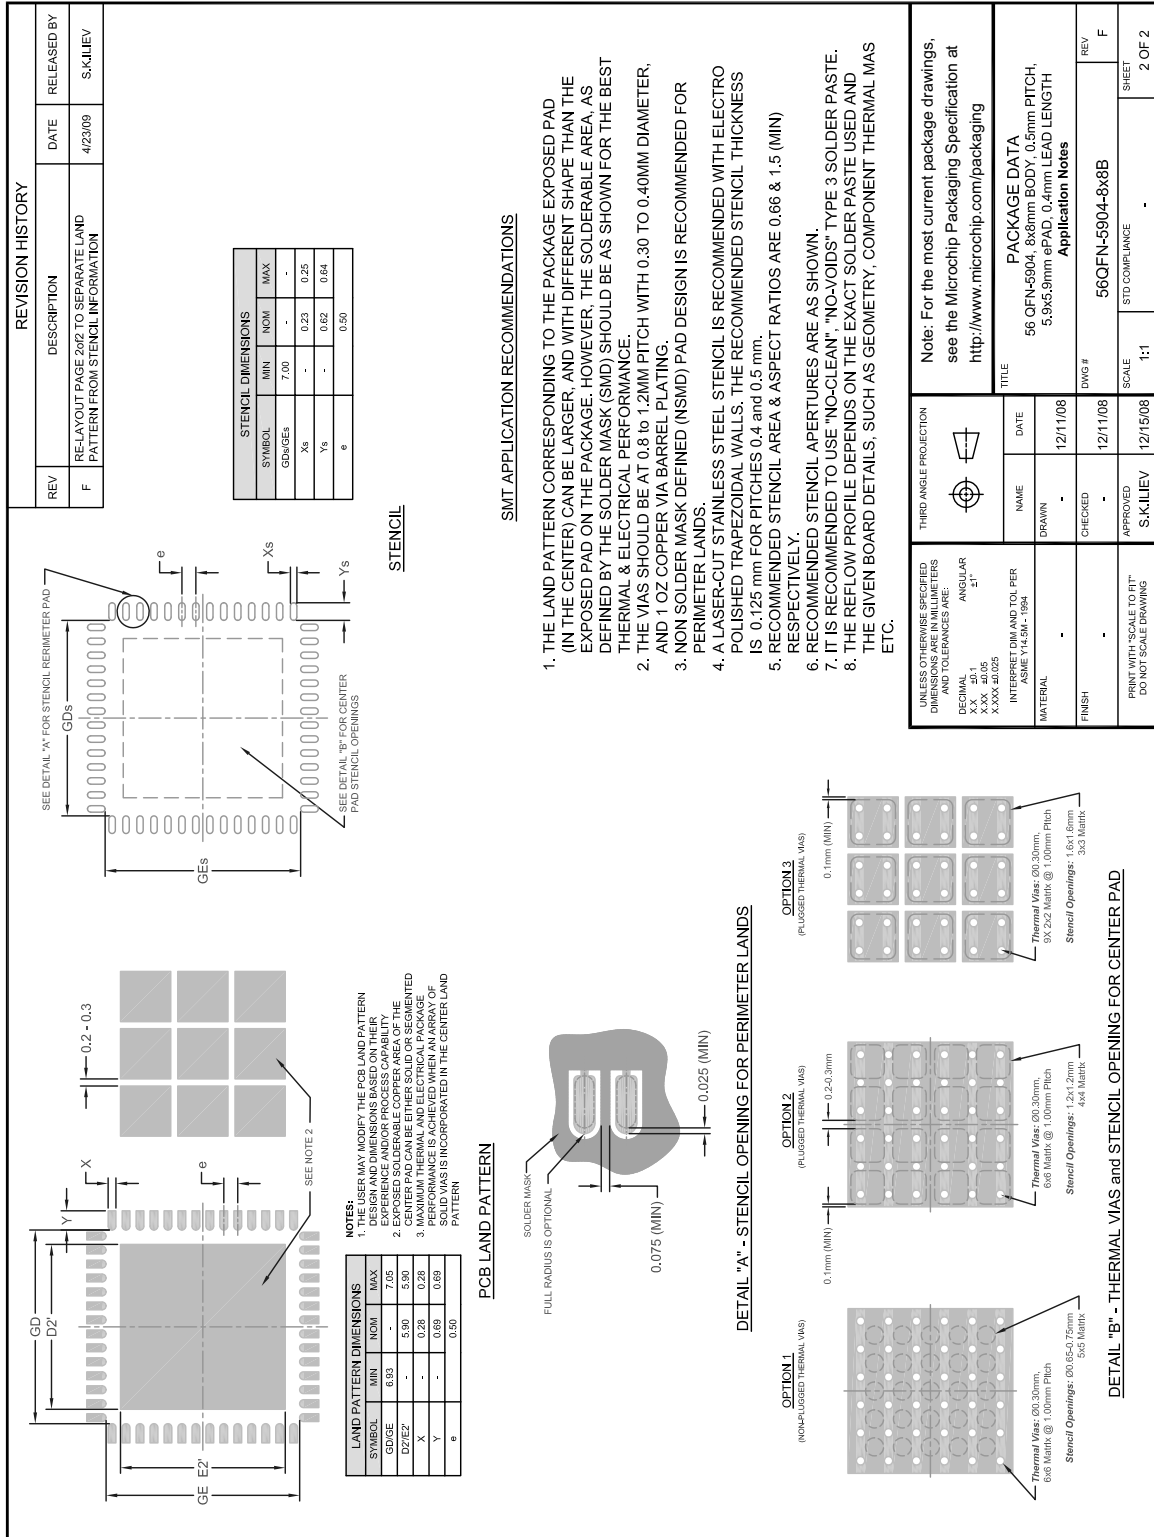 REVISION HISTORY
REV
DESCRIPTION
DATE
RELEASED BY
F
RE-LAYOUT PAGE 2of2 TO SEPARATE LAND
PATTERN FROM STENCIL INFORMATION
4/23/09
S.K.ILIEV
GD
D2'
GE
E2'
X
Y
e
0.2 - 0.3
SEE NOTE 2
LAND PATTERN DIMENSIONS
SYMBOL MIN NOM MAX
GD/GE 6.93 - 7.05
D2'/E2' - 5.90 5.90
X - 0.28 0.28
Y - 0.69 0.69
e 0.50
NOTES:
1. THE USER MAY MODIFY THE PCB LAND PATTERN
DESIGN AND DIMENSIONS BASED ON THEIR
EXPERIENCE AND/OR PROCESS CAPABILITY
2. EXPOSED SOLDERABLE COPPER AREA OF THE
CENTER PAD CAN BE EITHER SOLID OR SEGMENTED
3. MAXIMUM THERMAL AND ELECTRICAL PACKAGE
PERFORMANCE IS ACHIEVED WHEN AN ARRAY OF
SOLID VIAS IS INCORPORATED IN THE CENTER LAND
PATTERN
PCB LAND PATTERN
SEE DETAIL "A" FOR STENCIL RERIMETER PAD
GDs
GEs
e
Xs
Ys
SEE DETAIL "B" FOR CENTER
PAD STENCIL OPENINGS
STENCIL
STENCIL DIMENSIONS
SYMBOL MIN NOM MAX
GDs/GEs 7.00 - -
Xs - 0.23 0.25
Ys - 0.62 0.64
e 0.50
SMT APPLICATION RECOMMENDATIONS
1. THE LAND PATTERN CORRESPONDING TO THE PACKAGE EXPOSED PAD
(IN THE CENTER) CAN BE LARGER, AND WITH DIFFERENT SHAPE THAN THE
EXPOSED PAD ON THE PACKAGE. HOWEVER, THE SOLDERABLE AREA, AS
DEFINED BY THE SOLDER MASK (SMD) SHOULD BE AS SHOWN FOR THE BEST
THERMAL & ELECTRICAL PERFORMANCE.
2. THE VIAS SHOULD BE AT 0.8 to 1.2MM PITCH WITH 0.30 TO 0.40MM DIAMETER,
AND 1 OZ COPPER VIA BARREL PLATING.
3. NON SOLDER MASK DEFINED (NSMD) PAD DESIGN IS RECOMMENDED FOR
PERIMETER LANDS.
4. A LASER-CUT STAINLESS STEEL STENCIL IS RECOMMENDED WITH ELECTRO
POLISHED TRAPEZOIDAL WALLS. THE RECOMMENDED STENCIL THICKNESS
IS 0.125 mm FOR PITCHES 0.4 and 0.5 mm.
5. RECOMMENDED STENCIL AREA & ASPECT RATIOS ARE 0.66 & 1.5 (MIN)
RESPECTIVELY.
6. RECOMMENDED STENCIL APERTURES ARE AS SHOWN.
7. IT IS RECOMMENDED TO USE "NO-CLEAN", "NO-VOIDS" TYPE 3 SOLDER PASTE.
8. THE REFLOW PROFILE DEPENDS ON THE EXACT SOLDER PASTE USED AND
THE GIVEN BOARD DETAILS, SUCH AS GEOMETRY, COMPONENT THERMAL MAS
ETC.
SOLDER MASK
FULL RADIUS IS OPTIONAL
0.075 (MIN)
0.025 (MIN)
DETAIL "A" - STENCIL OPENING FOR PERIMETER LANDS
OPTION 1
(NON-PLUGGED THERMAL VIAS)
Thermal Vias: Ø0.30mm,
6x6 Matrix @ 1.00mm Pitch
Stencil Openings: Ø0.65-0.75mm
5x5 Matrix
OPTION 2
(PLUGGED THERMAL VIAS)
0.1mm (MIN)
0.2-0.3mm
Thermal Vias: Ø0.30mm,
6x6 Matrix @ 1.00mm Pitch
Stencil Openings: 1.2x1.2mm
4x4 Matrix
OPTION 3
(PLUGGED THERMAL VIAS)
0.1mm (MIN)
Thermal Vias: Ø0.30mm,
9X 2x2 Matrix @ 1.00mm Pitch
Stencil Openings: 1.6x1.6mm
3x3 Matrix
DETAIL "B" - THERMAL VIAS and STENCIL OPENING FOR CENTER PAD
UNLESS OTHERWISE SPECIFIED
DIMENSIONS ARE IN MILLIMETERS
AND TOLERANCES ARE:
DECIMAL ANGULAR
X.X ±0.1 ±1°
X.XX ±0.05
X.XXX ±0.025
INTERPRET DIM AND TOL PER
ASME Y14.5M - 1994
MATERIAL
-
FINISH
-
PRINT WITH "SCALE TO FIT"
DO NOT SCALE DRAWING
THIRD ANGLE PROJECTION
NAME DATE
DRAWN
- 12/11/08
CHECKED
- 12/11/08
APPROVED
S.K.ILIEV 12/15/08
Note: For the most current package drawings,
see the Microchip Packaging Specification at
http://www.microchip.com/packaging
TITLE
PACKAGE DATA
56 QFN-5904, 8x8mm BODY, 0.5mm PITCH,
5.9x5.9mm ePAD, 0.4mm LEAD LENGTH
Application Notes
DWG #
56QFN-5904-8x8B
REV
F
SCALE
1:1
STD COMPLIANCE
-
SHEET
2 OF 2